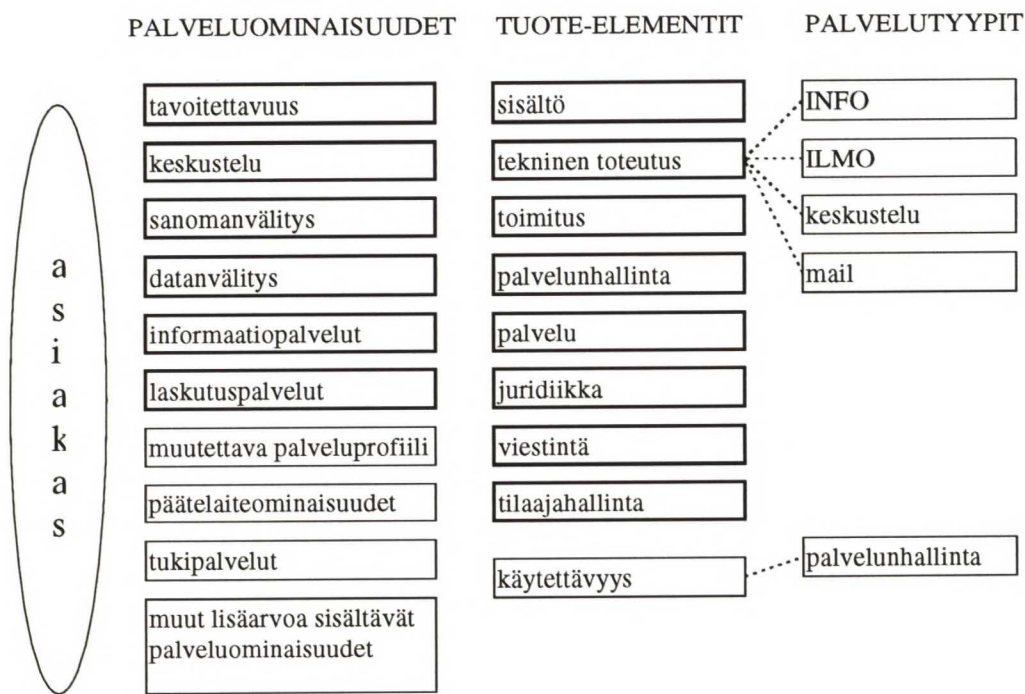 PALVELUOMINAISUUDET
TUOTE-ELEMENTIT
PALVELUTYYPIT
asiakas
tavoitettavuus
keskustelu
sanomanvälitys
datanvälitys
informaatiopalvelut
laskutuspalvelut
muutettava palveluprofiili
päätelaiteominaisuudet
tukipalvelut
muut lisäarvoa sisältävät
palveluominaisuudet
sisältö
tekninen toteutus
toimitus
palvelunhallinta
palvelu
juridiikka
viestintä
tilaajahallinta
käytettävyys
INFO
ILMO
keskustelu
mail
palvelunhallinta